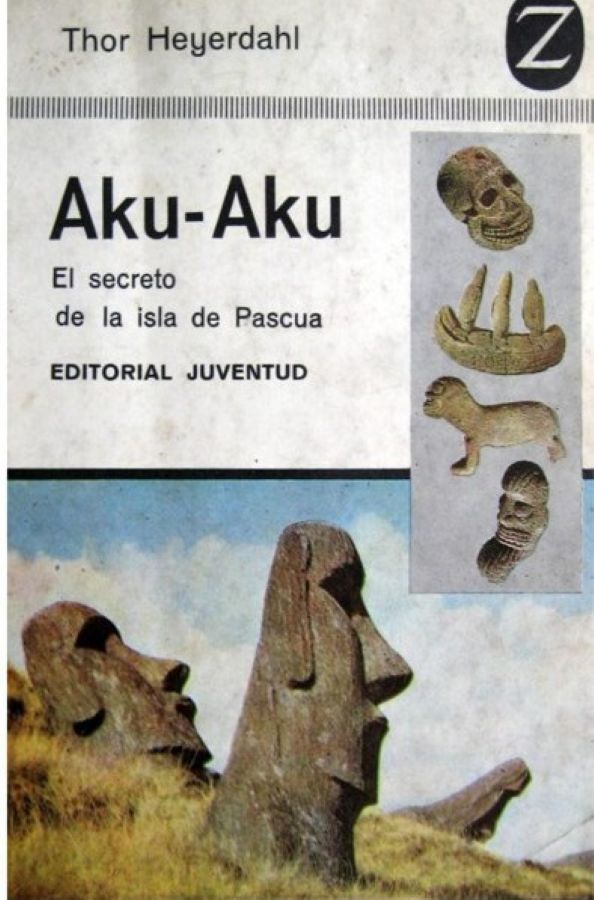 Thor Heyerdahl
Z
Aku-Aku
El secreto
de la isla de Pascua
EDITORIAL JUVENTUD